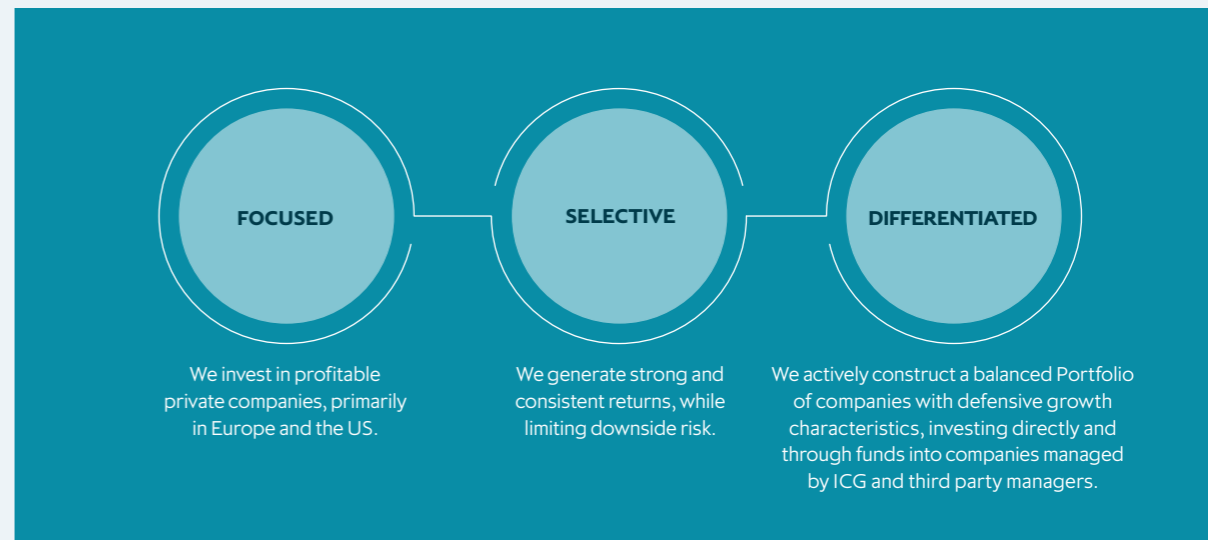 FOCUSED
We invest in profitable
private companies, primarily
in Europe and the US.
SELECTIVE
We generate strong and
consistent returns, while
limiting downside risk.
DIFFERENTIATED
We actively construct a balanced Portfolio
of companies with defensive growth
characteristics, investing directly and
through funds into companies managed
by ICG and third party managers.